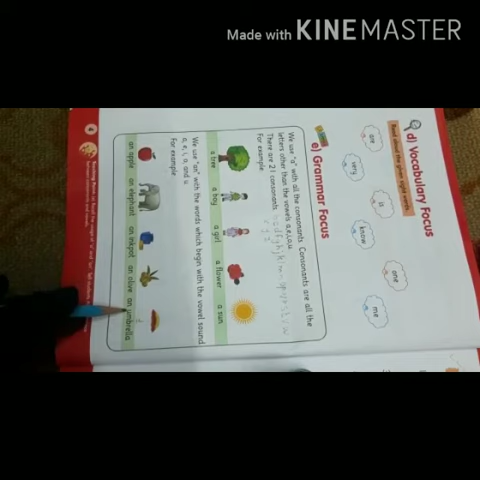 Made with KINEMASTER
d) Vocabulary Focus
Read aloud the given sight words.
are
very
is
know
one
me
e) Grammar Focus
We use "a" with all the consonants. Consonants are all the
letters other than the vowels a,e,i,o,u.
There are 21 consonants.
For example
a tree a boy a girl a flower a sun
We use "an" with the words which begin with the vowel sound
a, e, i, o, and u.
For example
an apple an elephant an inkpot an olive an umbrella